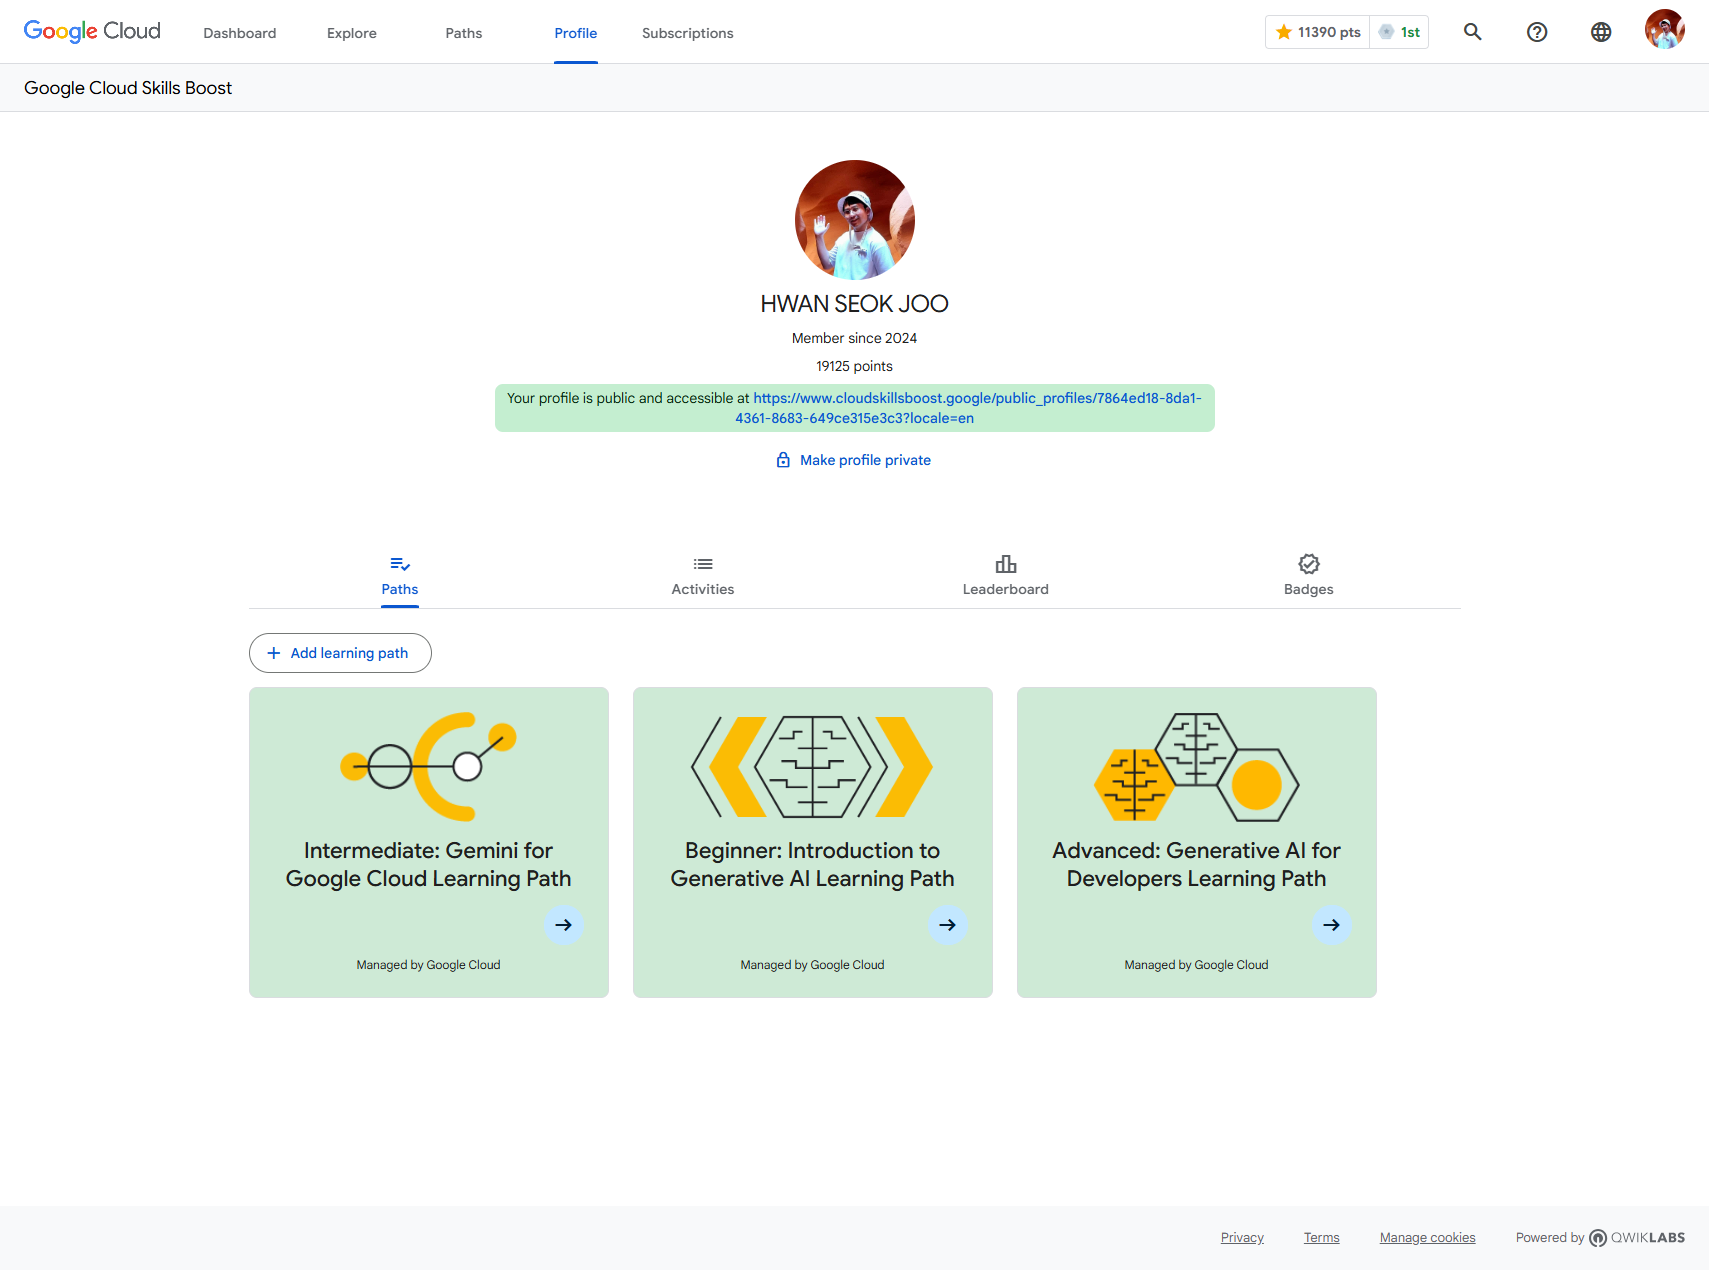 Google Cloud
Dashboard
Explore
Paths
Profile
Subscriptions
11390 pts
1st
Google Cloud Skills Boost
HWAN SEOK JOO
Member since 2024
19125 points
Your profile is public and accessible at https://www.cloudskillsboost.google/public_profiles/7864ed18-8da1-
4361-8683-649ce315e3c3?locale=en
Make profile private
Paths
Activities
Leaderboard
Badges
Add learning path
Intermediate: Gemini for
Google Cloud Learning Path
Managed by Google Cloud
Beginner: Introduction to
Generative AI Learning Path
Managed by Google Cloud
Advanced: Generative AI for
Developers Learning Path
Managed by Google Cloud
Privacy
Terms
Manage cookies
Powered by QWIKLABS